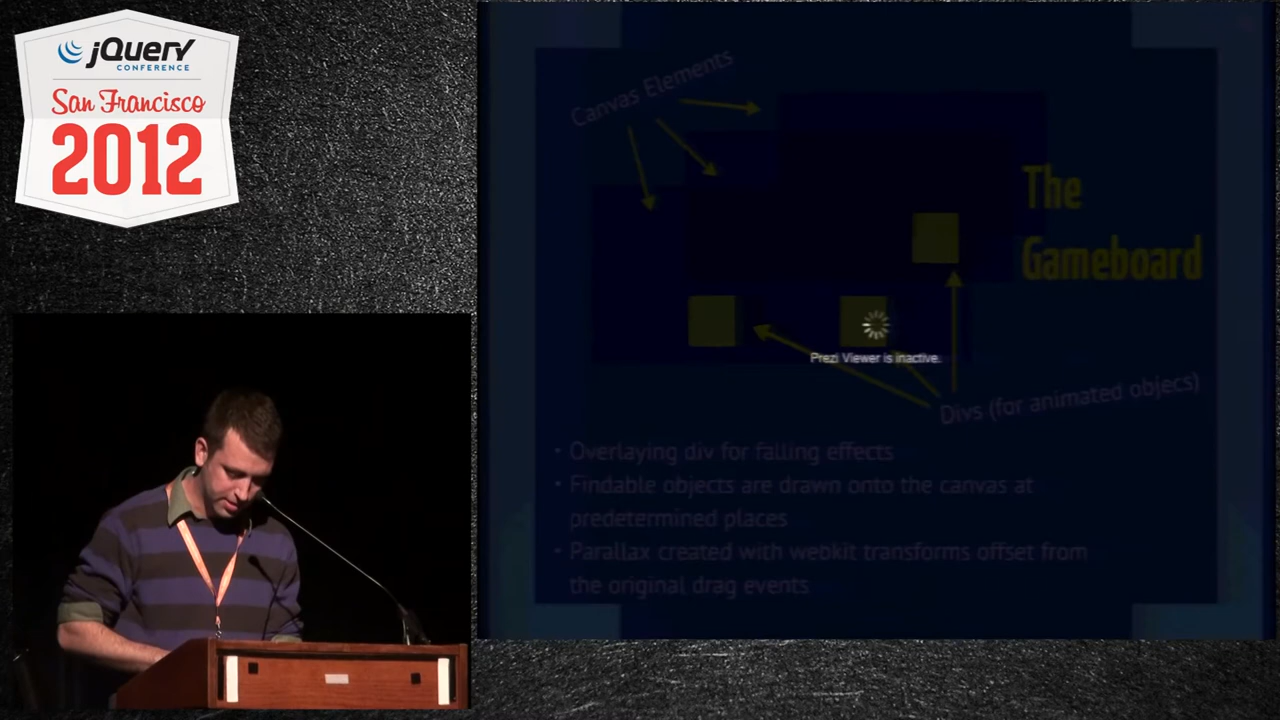 jQuery
CONFERENCE
San Francisco
2012
Canvas Elements
The
Gameboard
Prezi Viewer is inactive.
Divs (for animated objecs)
• Overlaying div for falling effects
• Findable objects are drawn onto the canvas at
predetermined places
• Parallax created with webkit transforms offset from
the original drag events